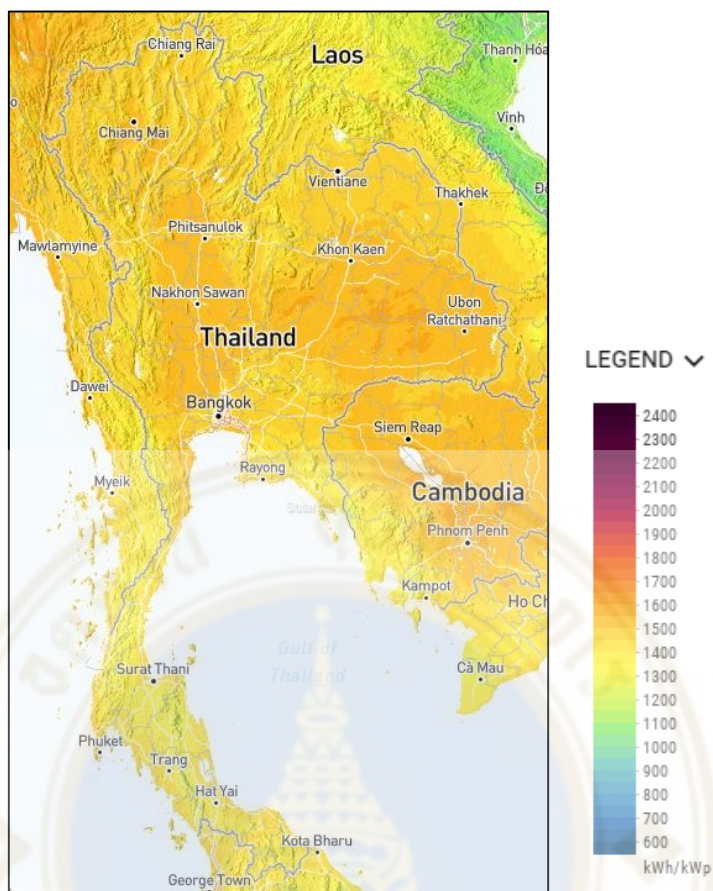 Chiang Rai
Laos
Thanh Hóa
Chiang Mai
Vinh
Vientiane
Thakhek
Phitsanulok
Mawlamyine
Khon Kaen
Nakhon Sawan
Ubon
Ratchathani
Thailand
Dawei
Bangkok
Siem Reap
Myeik
Rayong
Cambodia
Phnom Penh
Kampot
Ho Ch
Gulf of
Thailand
Surat Thani
Cà Mau
Phuket
Trang
Hat Yai
Kota Bharu
George Town
LEGEND
2400
2300
2200
2100
2000
1900
1800
1700
1600
1500
1400
1300
1200
1100
1000
900
800
700
600
kWh/kWp